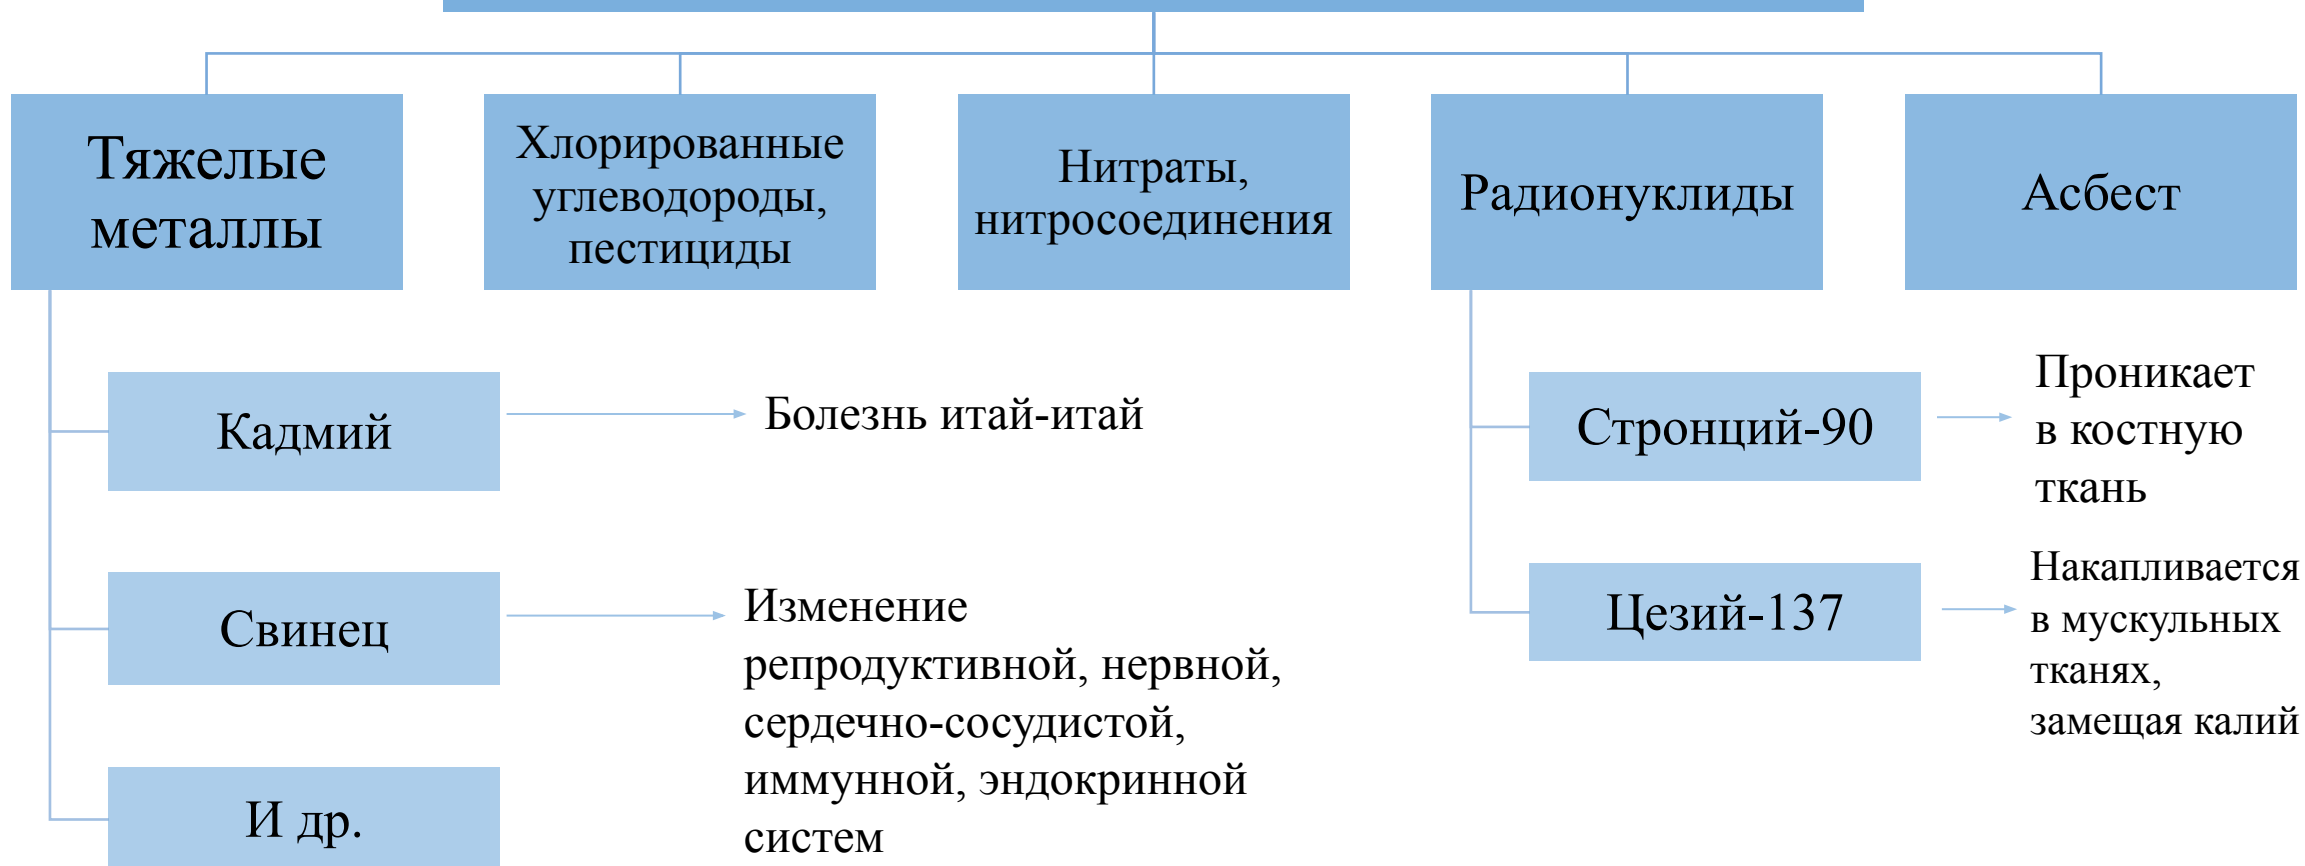 Тяжелые
металлы
Хлорированные
углеводороды,
пестициды
Нитраты,
нитросоединения
Радионуклиды
Асбест
Кадмий
Болезнь итай-итай
Свинец
Изменение
репродуктивной, нервной,
сердечно-сосудистой,
иммунной, эндокринной
систем
И др.
Стронций-90
Проникает
в костную
ткань
Цезий-137
Накапливается
в мускульных
тканях,
замещая калий